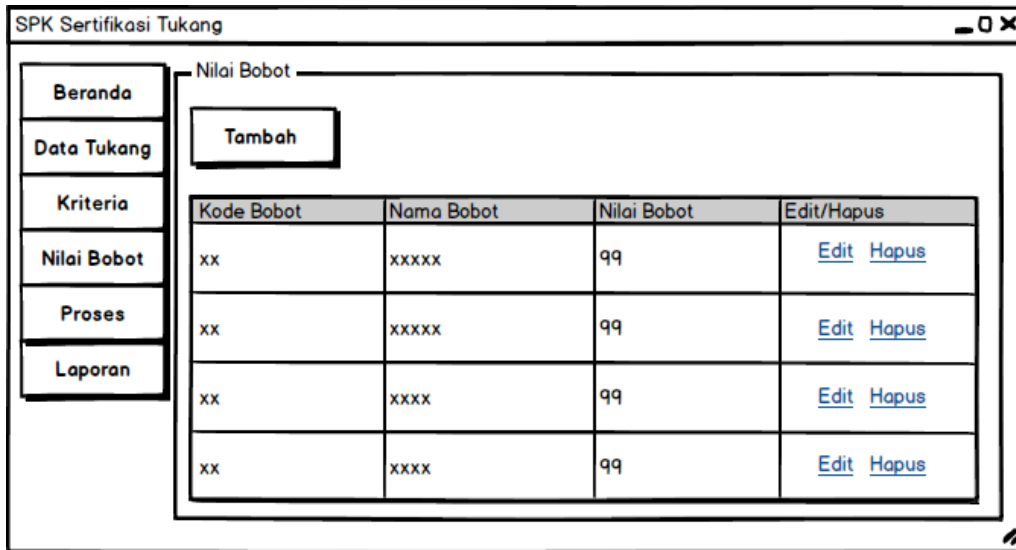 SPK Sertifikasi Tukang
Beranda
Data Tukang
Kriteria
Nilai Bobot
Proses
Laporan
Nilai Bobot
Tambah
Kode Bobot Nama Bobot Nilai Bobot Edit/Hapus
xx xxxxx 99 Edit Hapus
xx xxxxx 99 Edit Hapus
xx xxxx 99 Edit Hapus
xx xxxx 99 Edit Hapus